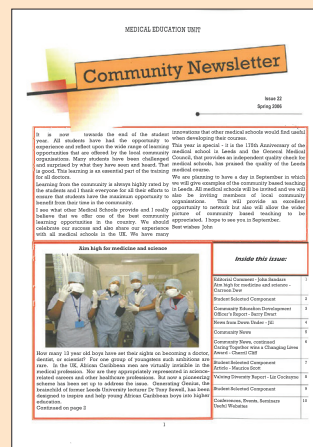 MEDICAL EDUCATION UNIT
Community Newsletter
Issue 22
Spring 2006
It is now towards the end of the student
year. All students have had the opportunity to
experience and reflect upon the wide range of learning
opportunities that are offered by the local community
organisations. Many students have been challenged
and surprised by what they have seen and heard. That
is good. This learning is an essential part of the training
for all doctors.
Learning from the community is always highly rated by
the students and I thank everyone for all their efforts to
ensure that students have the maximum opportunity to
benefit from their time in the community.
I see what other Medical Schools provide and I really
believe that we offer one of the best community
learning opportunities in the country. We should
celebrate our success and also share our experience
with all medical schools in the UK. We have many
innovations that other medical schools would find useful
when developing their courses.
This year is special - it is the 175th Anniversary of the
medical school in Leeds and the General Medical
Council, that provides an independent quality check for
medical schools, has praised the quality of the Leeds
medical course.
We are planning to have a day in September in which
we will give examples of the community based teaching
in Leeds. All medical schools will be invited and we will
also be inviting members of local community
organisations. This will provide an excellent
opportunity to network but also will allow the wider
picture of community based teaching to be
appreciated. I hope to see you in September.
Best wishes John
Aim high for medicine and science
How many 13 year old boys have set their sights on becoming a doctor,
dentist, or scientist? For one group of youngsters such ambitions are
rare. In the UK, African Caribbean men are virtually invisible in the
medical profession. Nor are they appropriately represented in science-
related careers and other healthcare professions. But now a pioneering
scheme has been set up to address the issue. Generating Genius, the
brainchild of former Leeds University lecturer Dr Tony Sewell, has been
designed to inspire and help young African Caribbean boys into higher
education.
Continued on page 2
Inside this issue:
Editorial Comment - John Sandars 1
Aim high for medicine and science -
Carreen Dew
Student Selected Component 2
Community Education Development 3
Officer's Report - Barry Ewart
News from Down Under - Jill 4
Community News 5
Community News, continued 6
Caring Together wins a Changing Lives
Award - Cheryl Cliff
Student Selected Component 7
Article - Maurice Scott
Valuing Diversity Report - Liz Cockayne 8
Student Selected Component 9
Conferences, Events, Seminars 10
Useful Websites
1